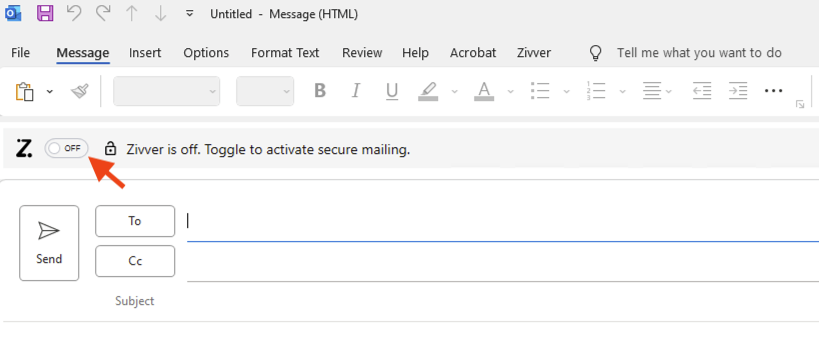 Untitled - Message (HTML)
File Message Insert Options Format Text Review Help Acrobat Zivver Tell me what you want to do
B I U A
Z. OFF Zivver is off. Toggle to activate secure mailing.
To
Send
Cc
Subject